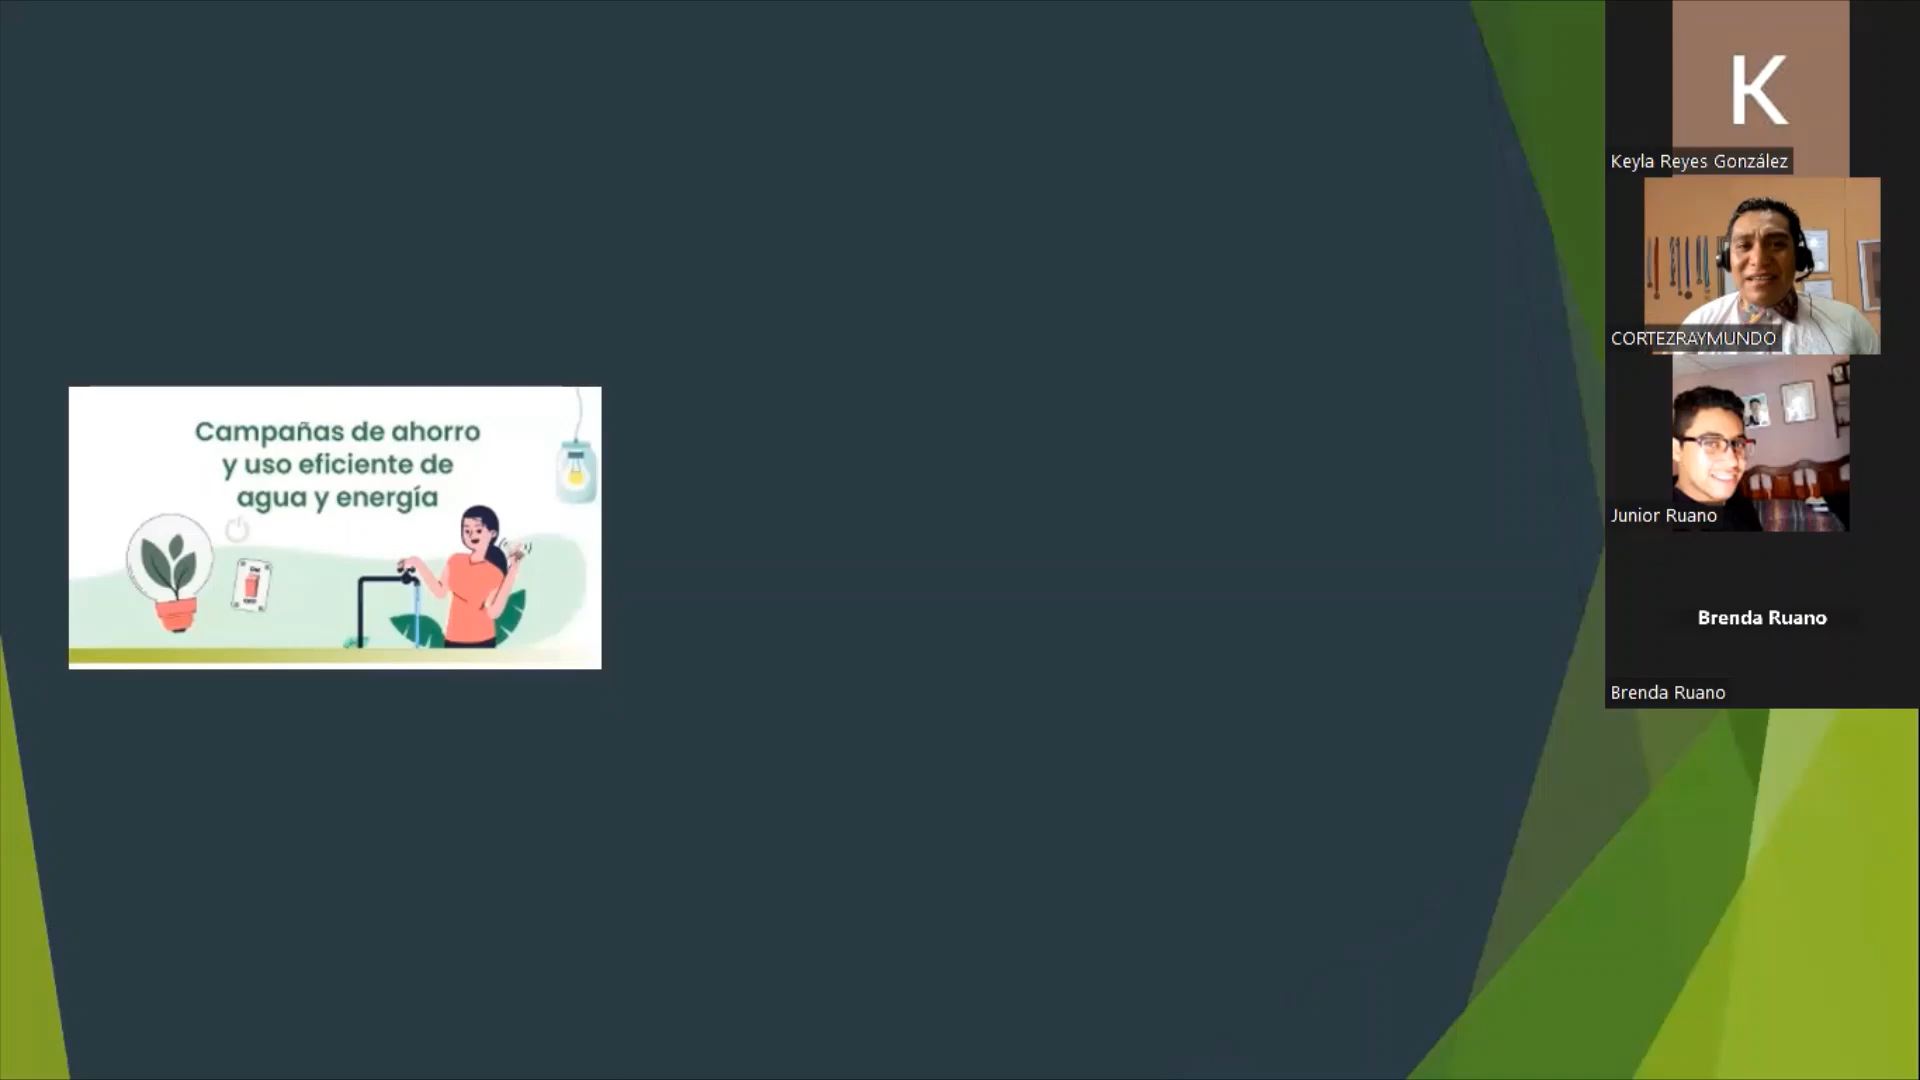 Campañas de ahorro
y uso eficiente de
agua y energía
K
Keyla Reyes González
CORTEZRAYMUNDO
Junior Ruano
Brenda Ruano
Brenda Ruano